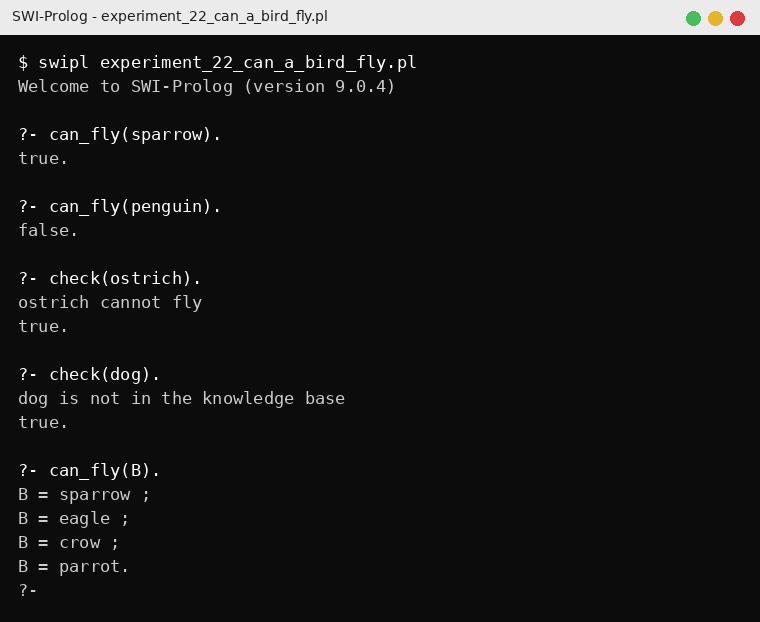 SWI-Prolog - experiment_22_can_a_bird_fly.pl
$ swipl experiment_22_can_a_bird_fly.pl
Welcome to SWI-Prolog (version 9.0.4)
?- can_fly(sparrow).
true.
?- can_fly(penguin).
false.
?- check(ostrich).
ostrich cannot fly
true.
?- check(dog).
dog is not in the knowledge base
true.
?- can_fly(B).
B = sparrow ;
B = eagle ;
B = crow ;
B = parrot.
?-